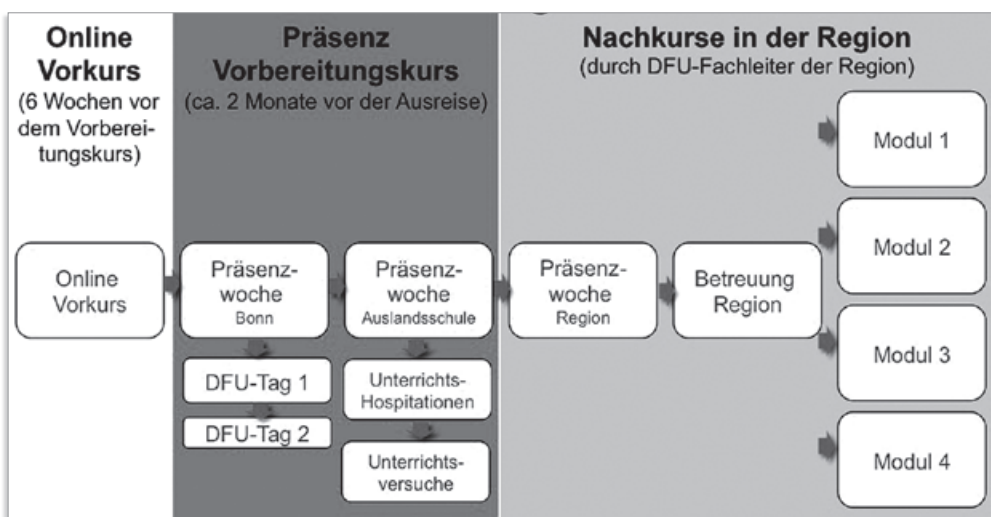 Online
Vorkurs
(6 Wochen vor
dem Vorberei-
tungskurs)
Präsenz
Vorbereitungskurs
(ca. 2 Monate vor der Ausreise)
Nachkurse in der Region
(durch DFU-Fachleiter der Region)
Online
Vorkurs
Präsenz-
woche
Bonn
DFU-Tag 1
DFU-Tag 2
Präsenz-
woche
Auslandsschule
Unterrichts-
Hospitationen
Unterrichts-
versuche
Präsenz-
woche
Region
Betreuung
Region
Modul 1
Modul 2
Modul 3
Modul 4